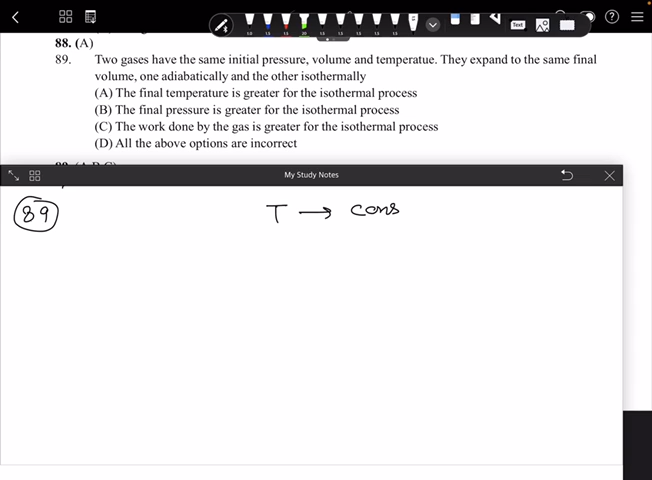 Text
88. (A)
89. Two gases have the same initial pressure, volume and temperatue. They expand to the same final
volume, one adiabatically and the other isothermally
(A) The final temperature is greater for the isothermal process
(B) The final pressure is greater for the isothermal process
(C) The work done by the gas is greater for the isothermal process
(D) All the above options are incorrect
My Study Notes
89 T → cons